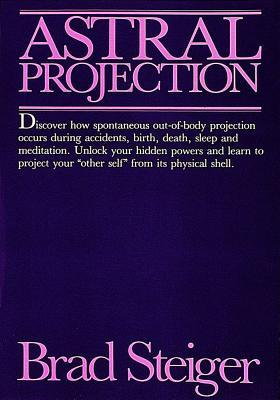 ASTRAL
PROJECTION
Discover how spontaneous out-of-body projection
occurs during accidents, birth, death, sleep and
meditation. Unlock your hidden powers and learn to
project your "other self" from its physical shell.
Brad Steiger